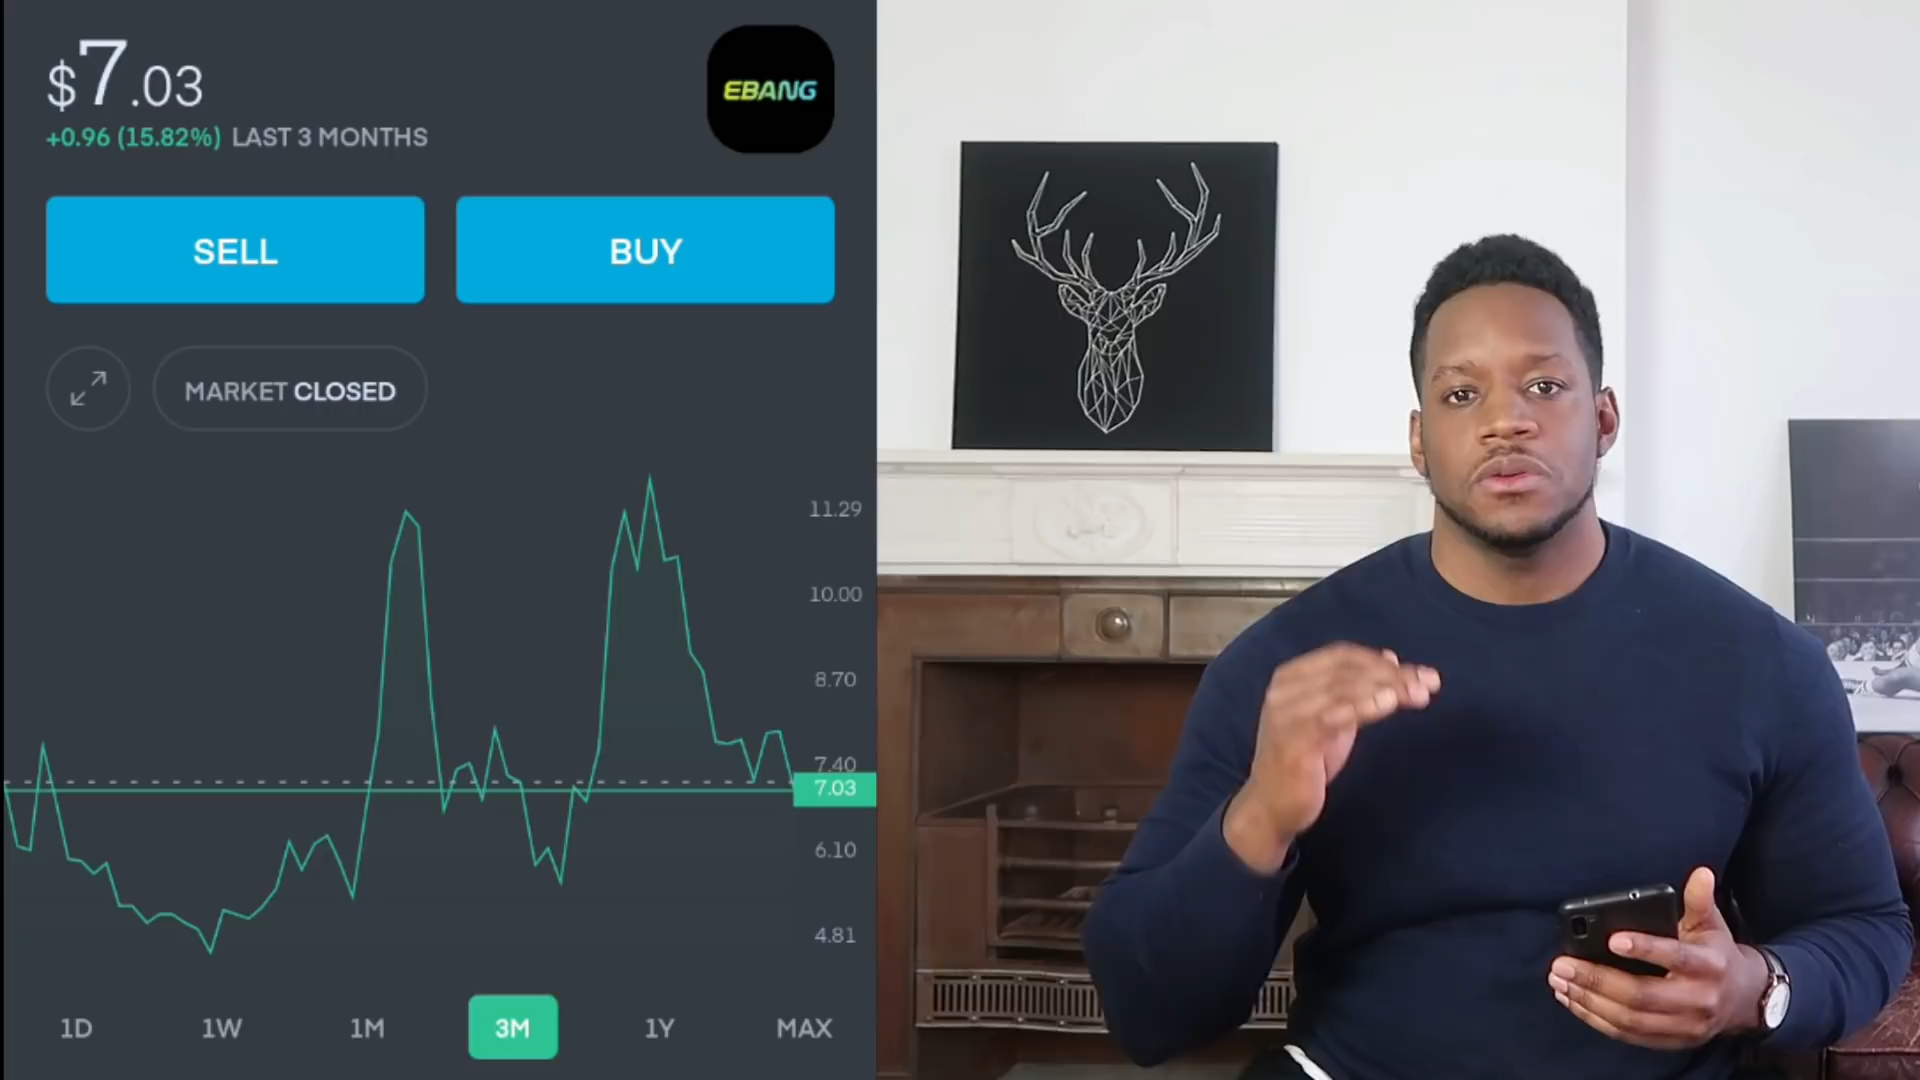 $7.03
EBANG
+0.96 (15.82%) LAST 3 MONTHS
SELL
BUY
MARKET CLOSED
11.29
10.00
8.70
7.40
7.03
6.10
4.81
1D
1W
1M
3M
1Y
MAX